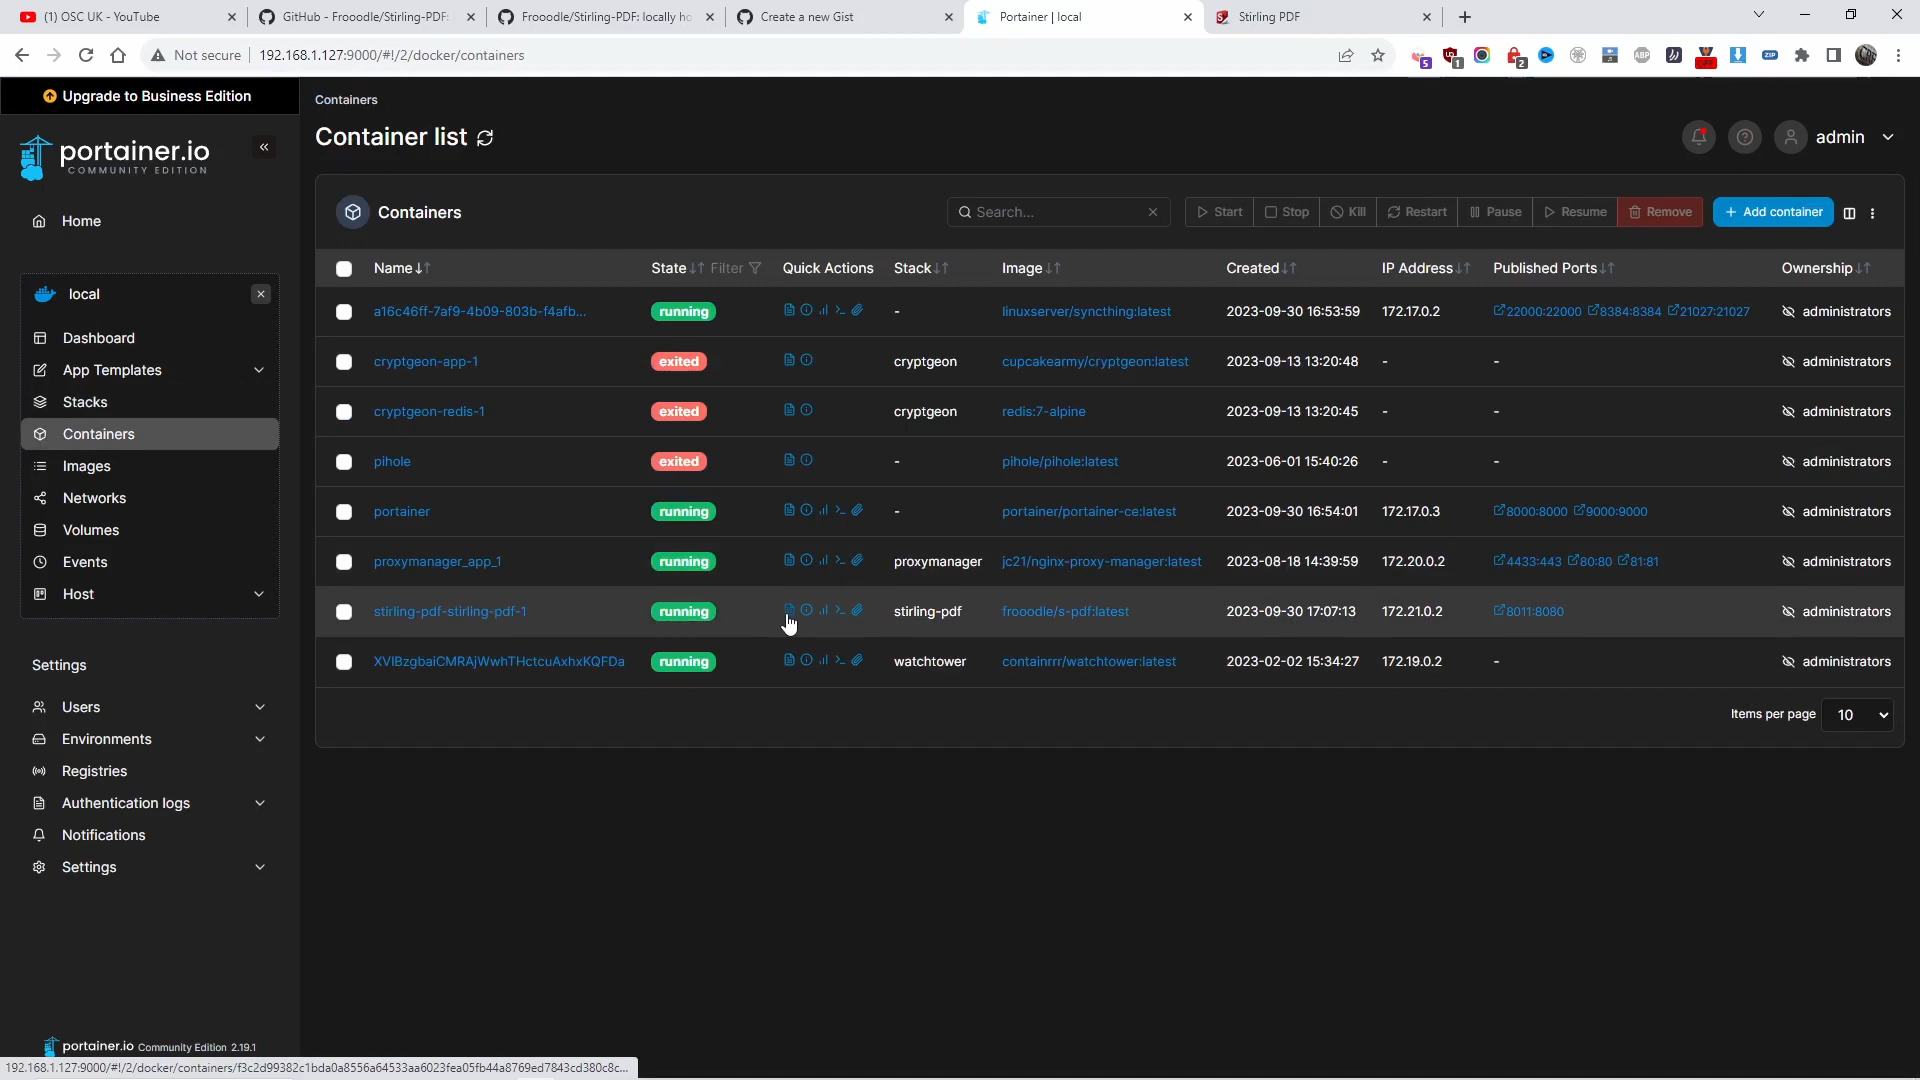 (1) OSC UK - YouTube
GitHub - Frooodle/Stirling-PDF:
Frooodle/Stirling-PDF: locally ho
Create a new Gist
Portainer | local
Stirling PDF
Not secure
192.168.1.127:9000/#!/2/docker/containers
5
1
2
ABP
OFF
ZIP
Upgrade to Business Edition
portainer.io
COMMUNITY EDITION
Home
local
Dashboard
App Templates
Stacks
Containers
Images
Networks
Volumes
Events
Host
Settings
Users
Environments
Registries
Authentication logs
Notifications
Settings
portainer.io Community Edition 2.19.1
Containers
Container list
admin
Containers
Search...
Start
Stop
Kill
Restart
Pause
Resume
Remove
+ Add container
Name State Filter Quick Actions Stack Image Created IP Address Published Ports Ownership
a16c46ff-7af9-4b09-803b-f4afb... running - linuxserver/syncthing:latest 2023-09-30 16:53:59 172.17.0.2 22000:22000 8384:8384 21027:21027 administrators
cryptgeon-app-1 exited cryptgeon cupcakearmy/cryptgeon:latest 2023-09-13 13:20:48 - - administrators
cryptgeon-redis-1 exited cryptgeon redis:7-alpine 2023-09-13 13:20:45 - - administrators
pihole exited - pihole/pihole:latest 2023-06-01 15:40:26 - - administrators
portainer running - portainer/portainer-ce:latest 2023-09-30 16:54:01 172.17.0.3 8000:8000 9000:9000 administrators
proxymanager_app_1 running proxymanager jc21/nginx-proxy-manager:latest 2023-08-18 14:39:59 172.20.0.2 4433:443 80:80 81:81 administrators
stirling-pdf-stirling-pdf-1 running stirling-pdf frooodle/s-pdf:latest 2023-09-30 17:07:13 172.21.0.2 8011:8080 administrators
XVlBzgbaiCMRAjWwhTHctcuAxhxKQFDa running watchtower containrrr/watchtower:latest 2023-02-02 15:34:27 172.19.0.2 - administrators
Items per page 10
192.168.1.127:9000/#!/2/docker/containers/f3c2d99382c1bda0a8556a64533aa6023fea05fb44a8769ed7843cd380c8c...